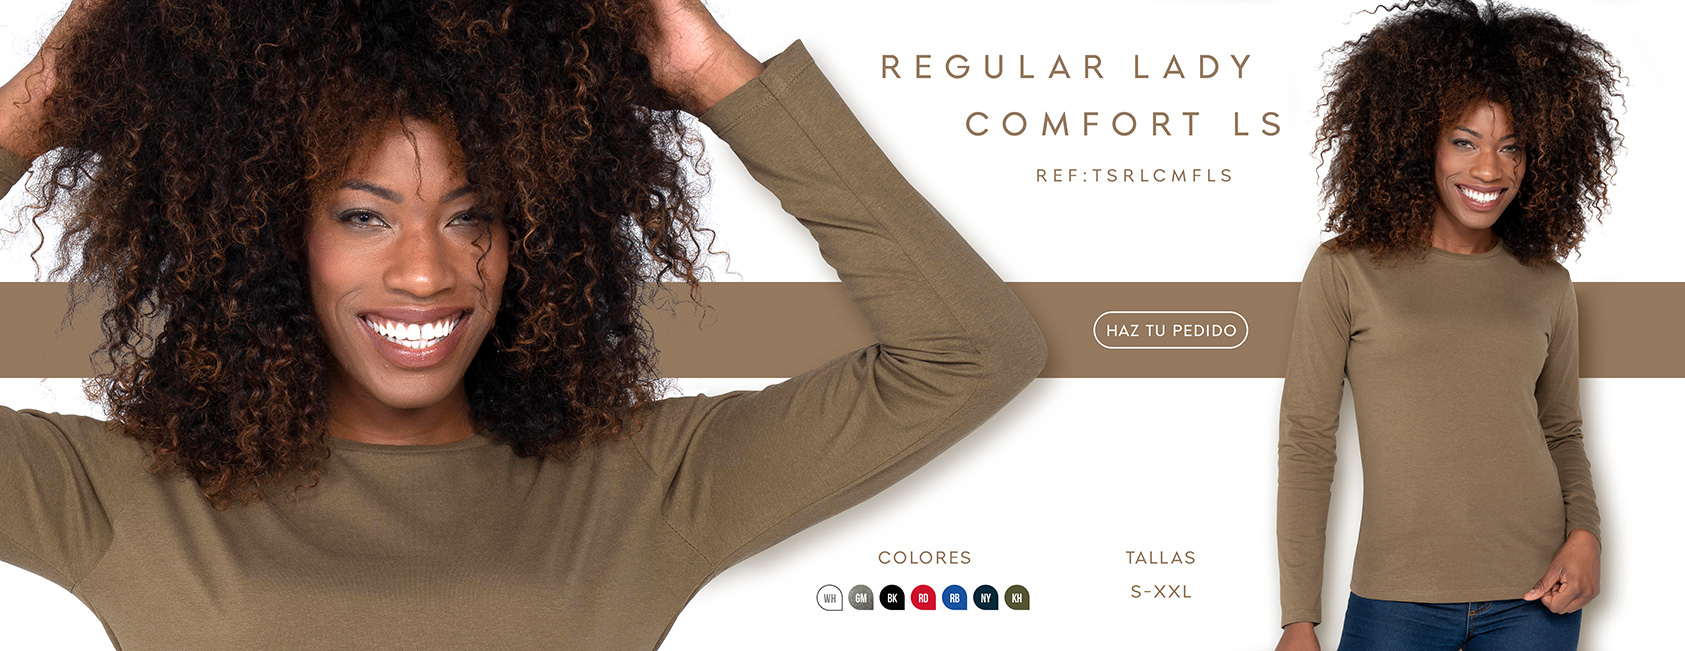 REGULAR LADY
COMFORT LS
REF:TSRLCMFLS
HAZ TU PEDIDO
COLORES
WH GM BK RD RB NY KH
TALLAS
S-XXL